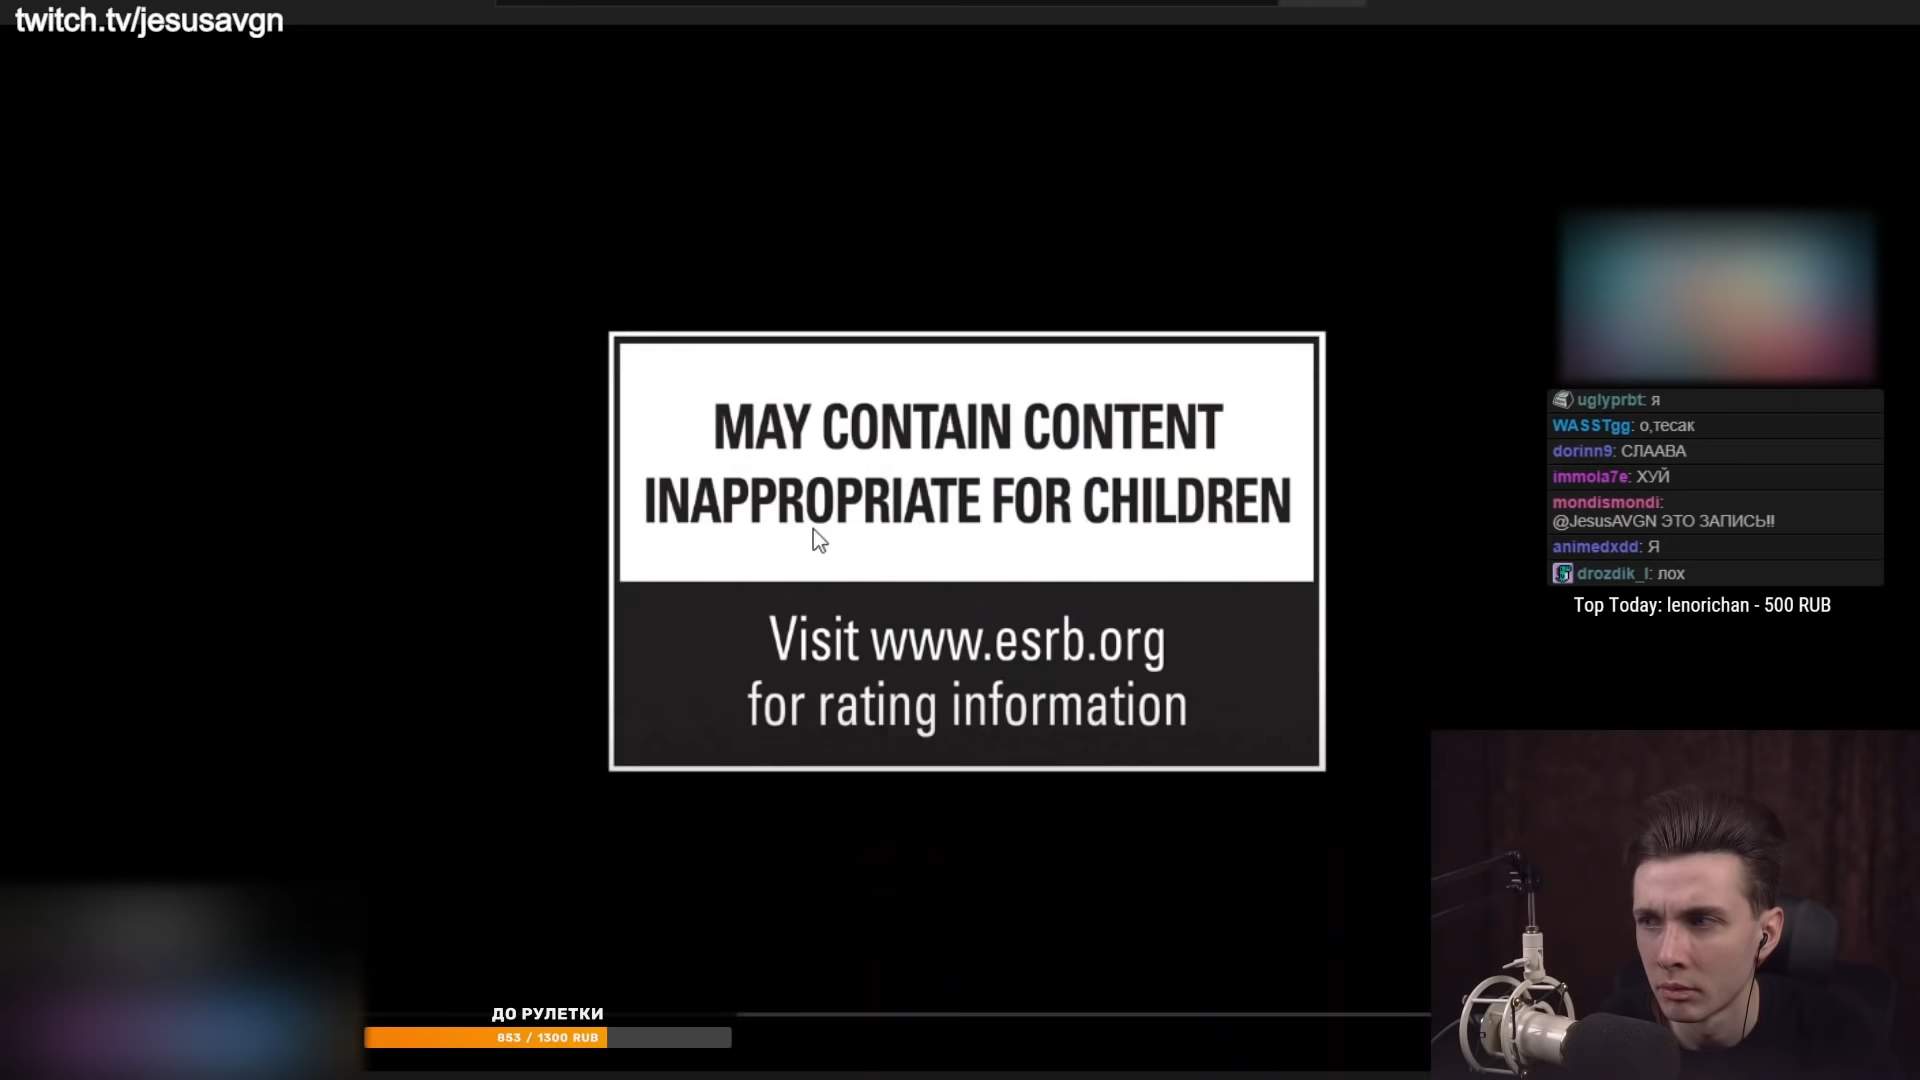 twitch.tv/jesusavgn
MAY CONTAIN CONTENT
INAPPROPRIATE FOR CHILDREN
Visit www.esrb.org
for rating information
uglyprbt: я
WASSTgg: о,тесак
dorinn9: СЛААВА
immola7e: ХУЙ
mondismondi:
@JesusAVGN ЭТО ЗАПИСЬ!!
animedxdd: Я
drozdik_l: лох
Top Today: lenorichan - 500 RUB
ДО РУЛЕТКИ
853 / 1300 RUB